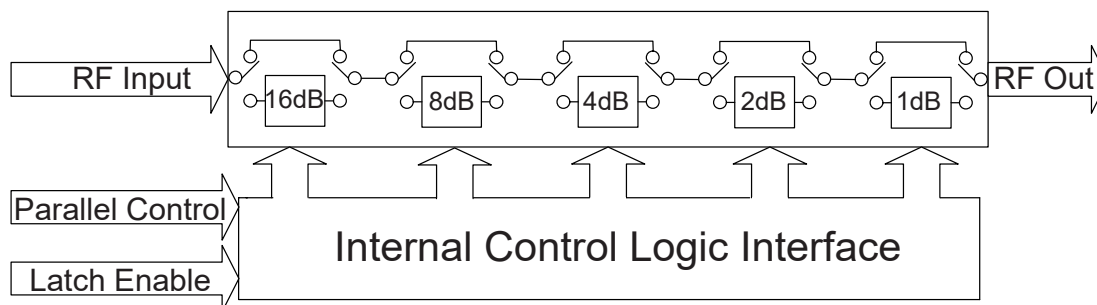 RF Input
16dB
8dB
4dB
2dB
1dB
RF Out
Parallel Control
Internal Control Logic Interface
Latch Enable